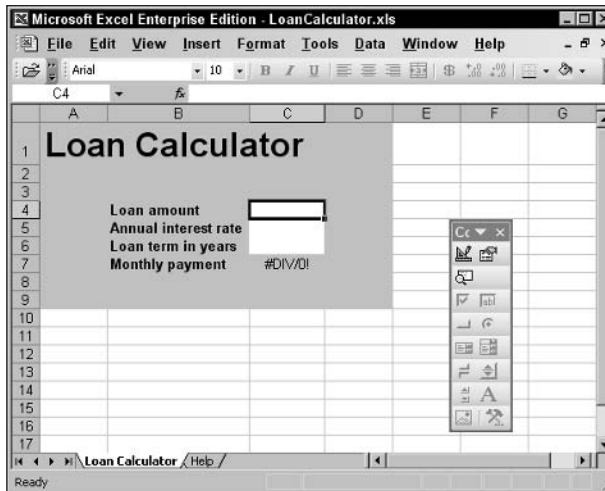 Microsoft Excel Enterprise Edition - LoanCalculator.xls
File Edit View Insert Format Tools Data Window Help
Arial 10 B I U $
C4 fx
A B C D E F G
1 Loan Calculator
2
3
4 Loan amount
5 Annual interest rate
6 Loan term in years
7 Monthly payment #DIV/0!
8
9
10
11
12
13
14
15
16
17
Cc
ab|
A
Loan Calculator Help
Ready